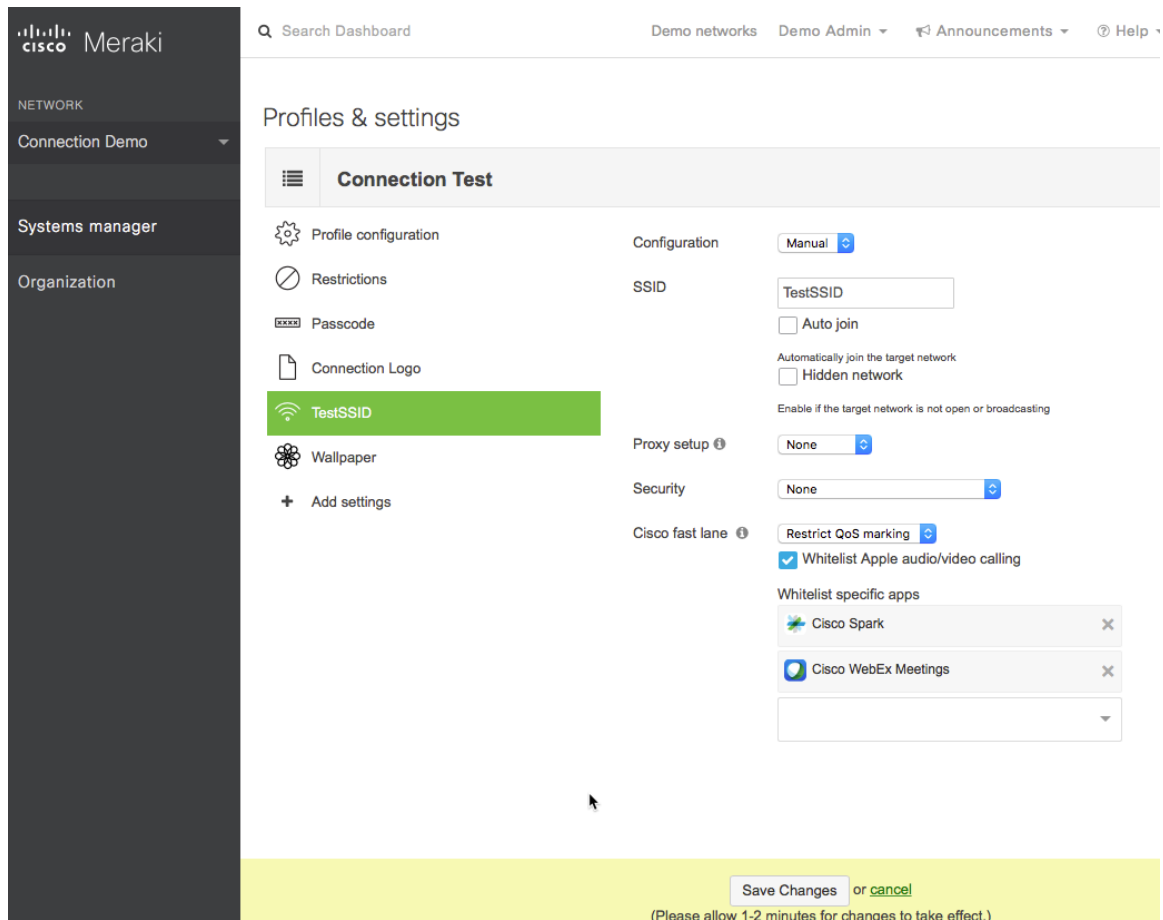 cisco Meraki
Search Dashboard
Demo networks Demo Admin Announcements Help
NETWORK
Connection Demo
Systems manager
Organization
Profiles & settings
Connection Test
Profile configuration
Restrictions
xxxx Passcode
Connection Logo
TestSSID
Wallpaper
+ Add settings
Configuration Manual
SSID TestSSID
Auto join
Automatically join the target network
Hidden network
Enable if the target network is not open or broadcasting
Proxy setup None
Security None
Cisco fast lane Restrict QoS marking
Whitelist Apple audio/video calling
Whitelist specific apps
Cisco Spark
Cisco WebEx Meetings
Save Changes or cancel
(Please allow 1-2 minutes for changes to take effect.)